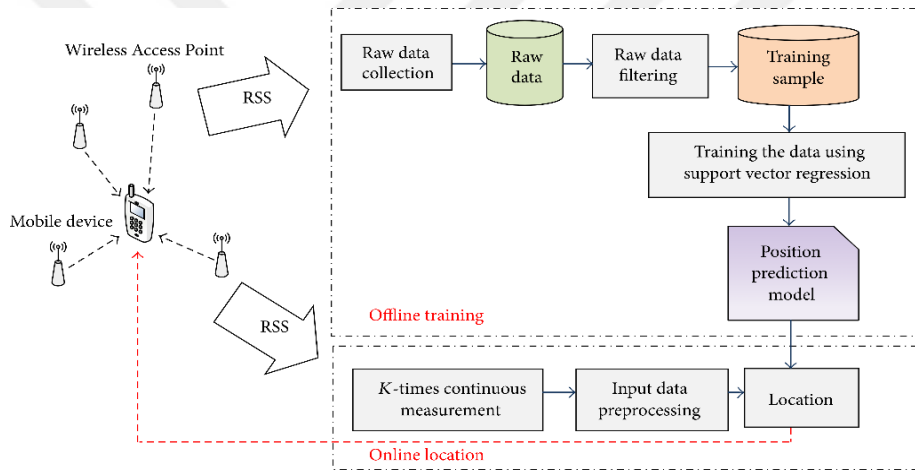 Wireless Access Point
RSS
Mobile device
RSS
Raw data
collection
Raw
data
Raw data
filtering
Training
sample
Training the data using
support vector regression
Position
prediction
model
Offline training
K-times continuous
measurement
Input data
preprocessing
Location
Online location